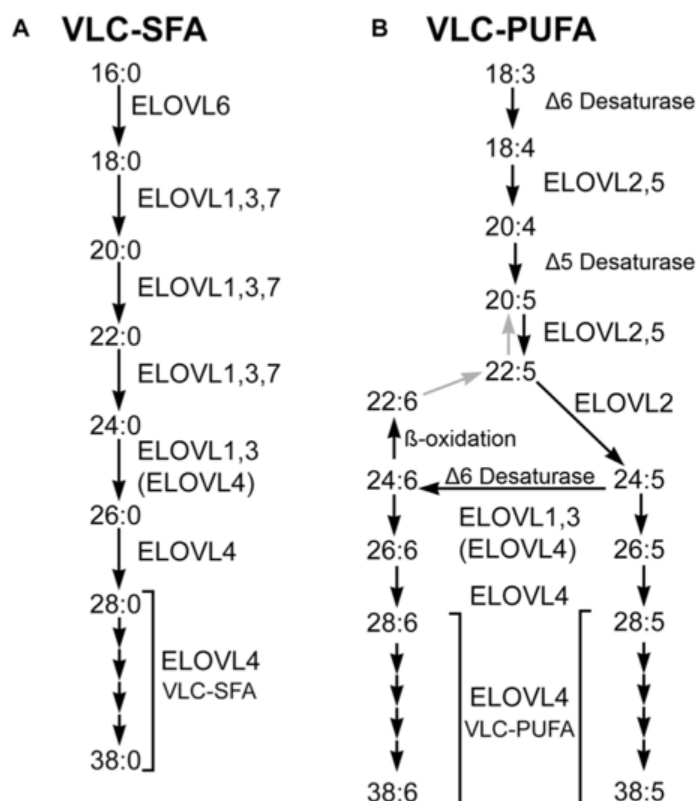 A VLC-SFA
16:0
ELOVL6
18:0
ELOVL1,3,7
20:0
ELOVL1,3,7
22:0
ELOVL1,3,7
24:0
ELOVL1,3
(ELOVL4)
26:0
ELOVL4
28:0
ELOVL4
VLC-SFA
38:0
B VLC-PUFA
18:3
Δ6 Desaturase
18:4
ELOVL2,5
20:4
Δ5 Desaturase
20:5
ELOVL2,5
22:5
22:6
ELOVL2
ß-oxidation
24:6 Δ6 Desaturase 24:5
ELOVL1,3
26:6 (ELOVL4) 26:5
ELOVL4
28:6 28:5
ELOVL4
VLC-PUFA
38:6 38:5